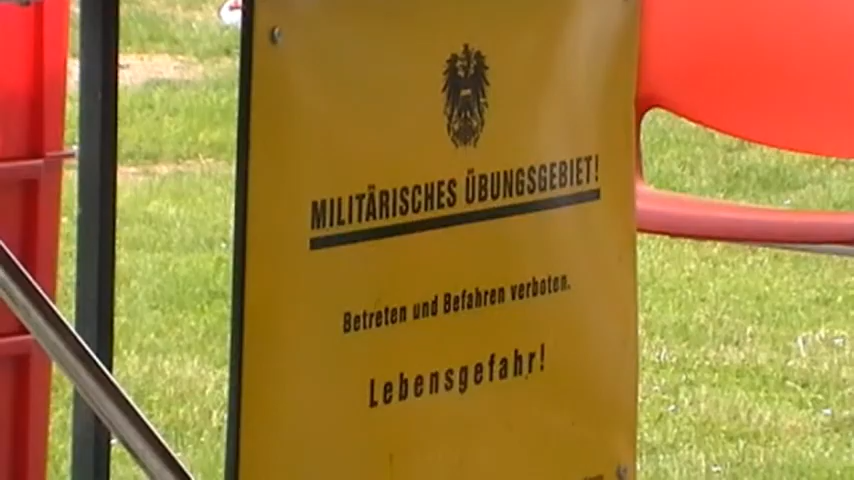 MILITÄRISCHES ÜBUNGSGEBIET!
Betreten und Befahren verboten.
Lebensgefahr!